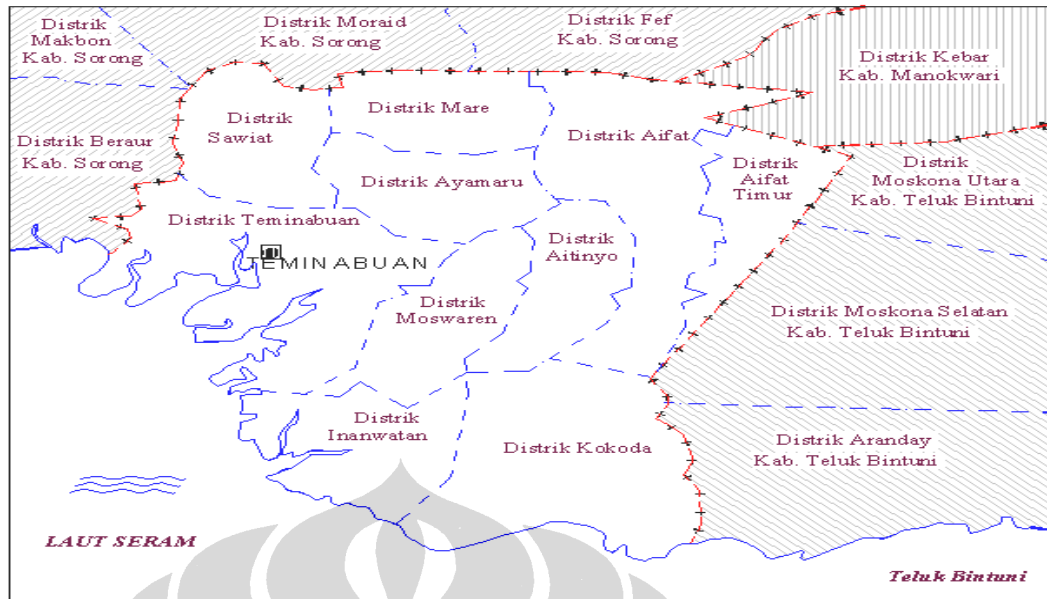 Distrik
Makbon
Kab. Sorong
Distrik Moraid
Kab. Sorong
Distrik Fef
Kab. Sorong
Distrik Kebar
Kab. Manokwari
Distrik Beraur
Kab. Sorong
Distrik
Sawiat
Distrik Mare
Distrik Aifat
Distrik
Aifat
Timur
Distrik
Moskona Utara
Kab. Teluk Bintuni
Distrik Ayamaru
Distrik Teminabuan
TEMINABUAN
Distrik
Aitinyo
Distrik
Moswaren
Distrik Moskona Selatan
Kab. Teluk Bintuni
Distrik
Inanwatan
Distrik Kokoda
Distrik Aranday
Kab. Teluk Bintuni
LAUT SERAM
Teluk Bintuni